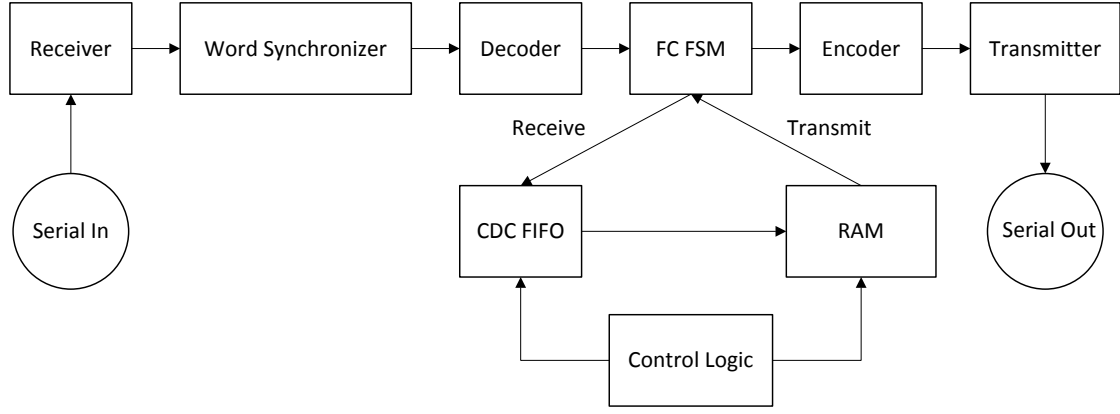 Receiver
Word Synchronizer
Decoder
FC FSM
Encoder
Transmitter
Receive
Transmit
Serial In
CDC FIFO
RAM
Serial Out
Control Logic